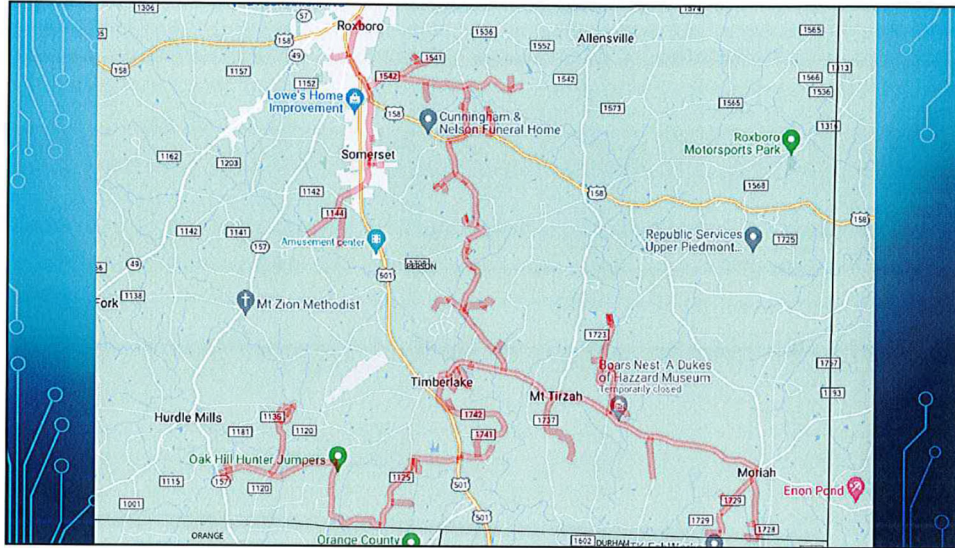 1306
57
Roxboro
1536
Allensville
1574
1565
158
49
1541
1552
158
1157
1152
1542
1542
1313
1566
1536
Lowe's Home
Improvement
158
Cunningham &
Nelson Funeral Home
1573
1565
Roxboro
Motorsports Park
1162
1203
Somerset
1142
1568
158
1144
158
1142
1141
157
Amusement center
Republic Services
Upper Piedmont...
1725
49
501
PERSON
Fork
1138
Mt Zion Methodist
1723
Boars Nest: A Dukes
of Hazzard Museum
Temporarily closed
Timberlake
Mt Tirzah
1193
Hurdle Mills
1136
1742
1737
1181
1120
1741
Oak Hill Hunter Jumpers
Moriah
1115
157
1120
1125
501
Enon Pond
1001
1729
501
1729
1728
ORANGE
Orange County
1602
DURHAM